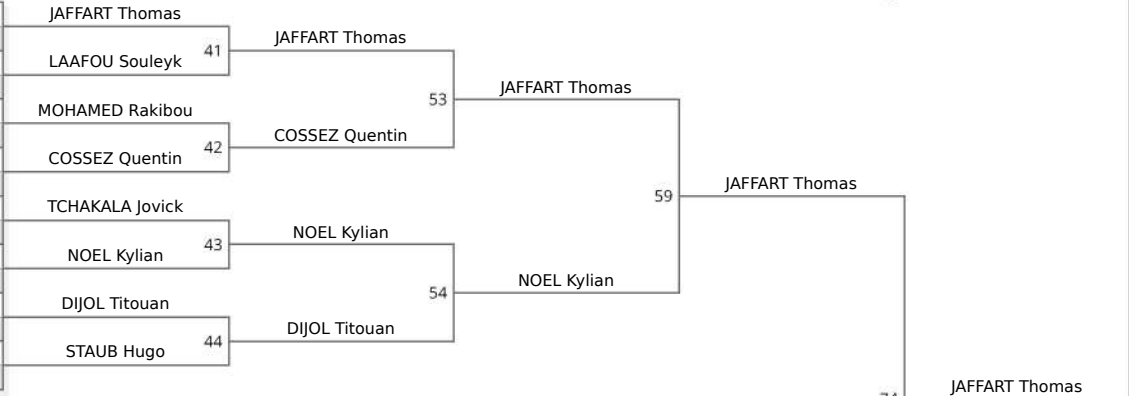 JAFFART Thomas
41
LAAFOU Souleyk
JAFFART Thomas
53
MOHAMED Rakibou
42
COSSEZ Quentin
COSSEZ Quentin
JAFFART Thomas
59
TCHAKALA Jovick
43
NOEL Kylian
NOEL Kylian
54
DIJOL Titouan
44
STAUB Hugo
DIJOL Titouan
NOEL Kylian
JAFFART Thomas
JAFFART Thomas